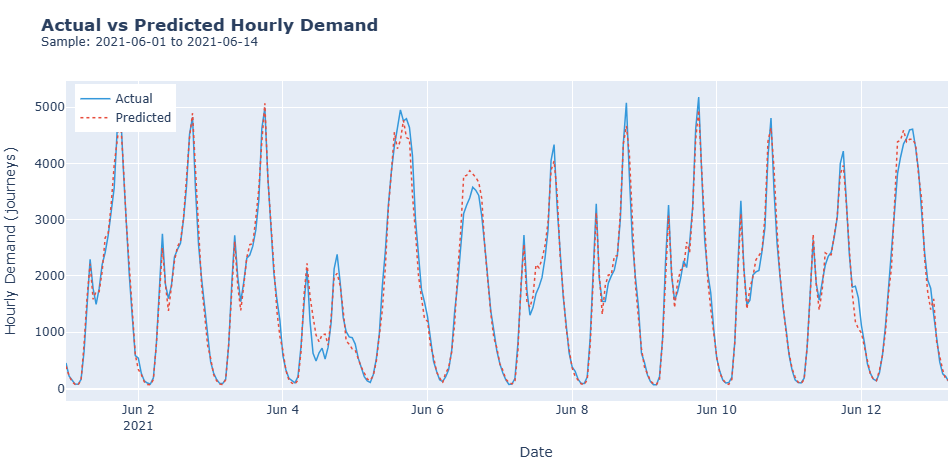 Actual vs Predicted Hourly Demand
Sample: 2021-06-01 to 2021-06-14
Actual
Predicted
Hourly Demand (journeys)
5000
4000
3000
2000
1000
0
Jun 2
2021
Jun 4
Jun 6
Jun 8
Jun 10
Jun 12
Date